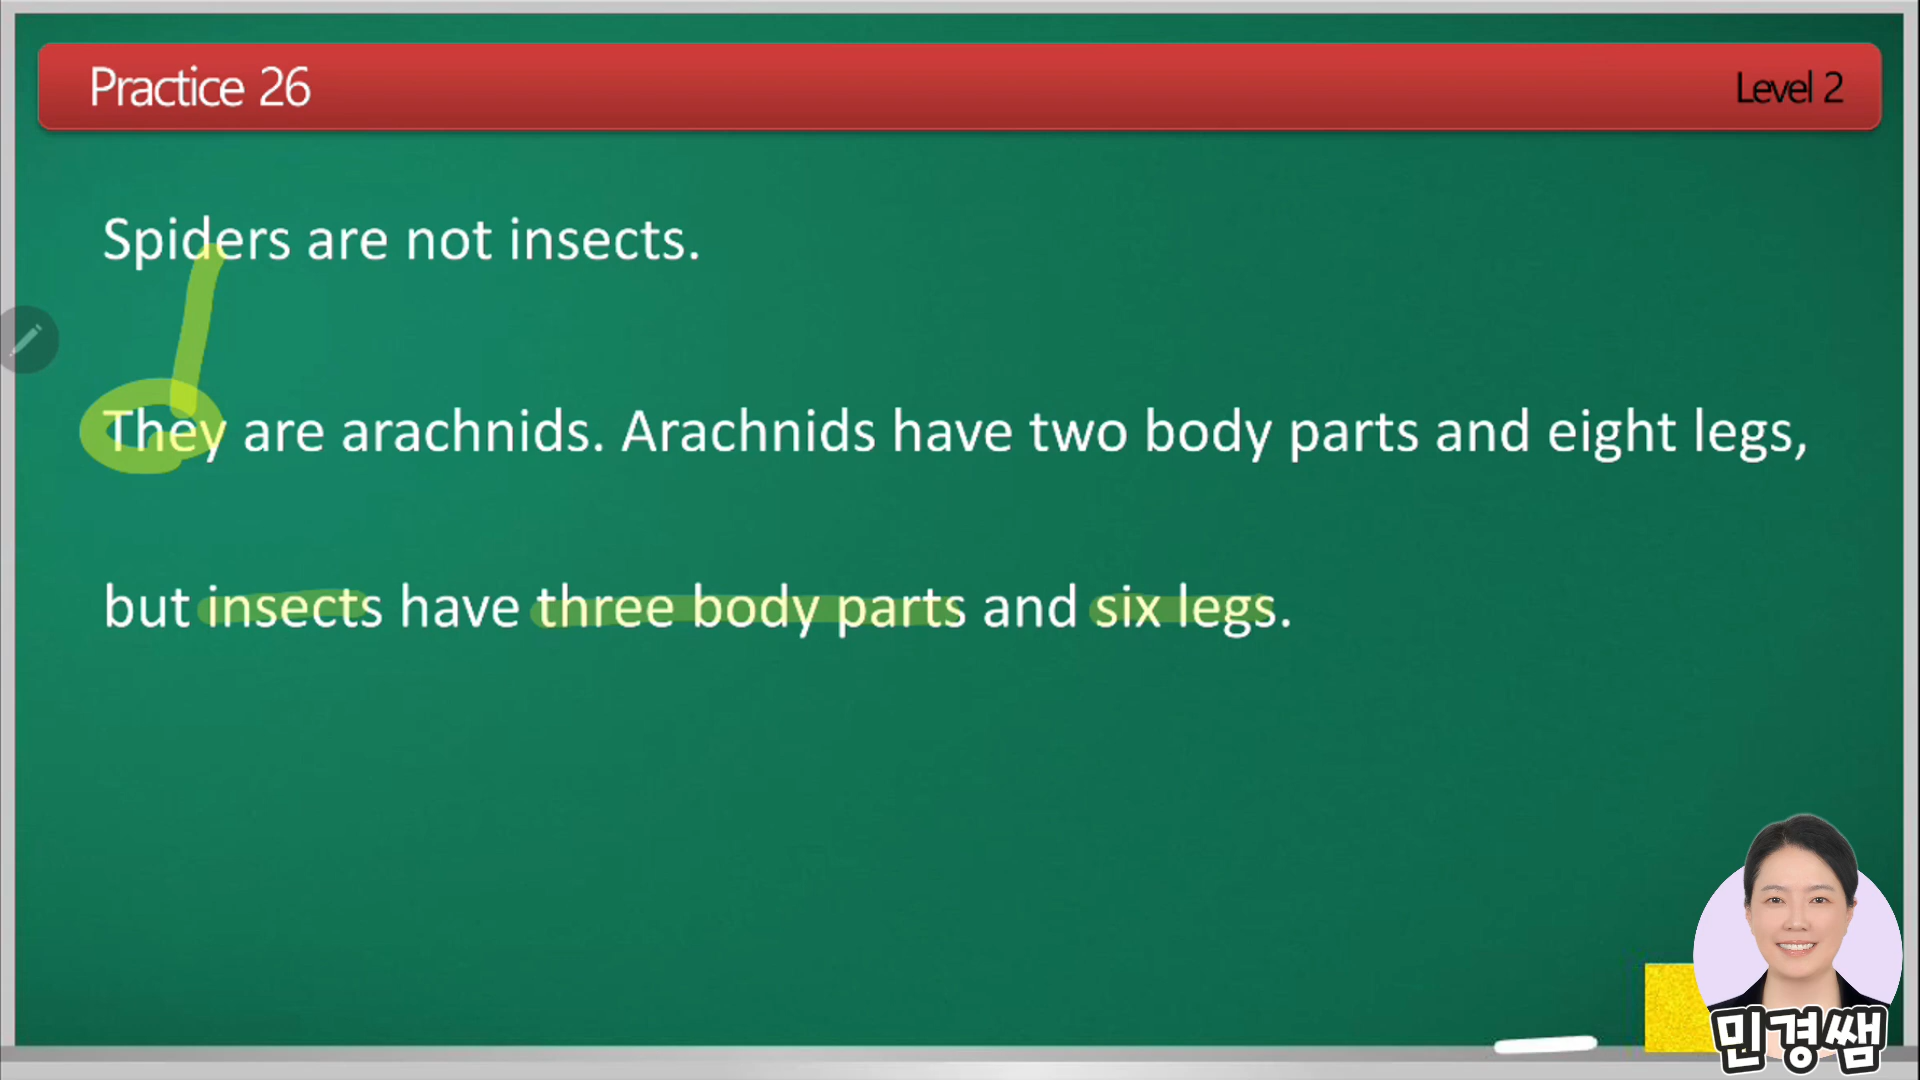 Practice 26
Level 2
Spiders are not insects.
They are arachnids. Arachnids have two body parts and eight legs,
but insects have three body parts and six legs.
민경쌤